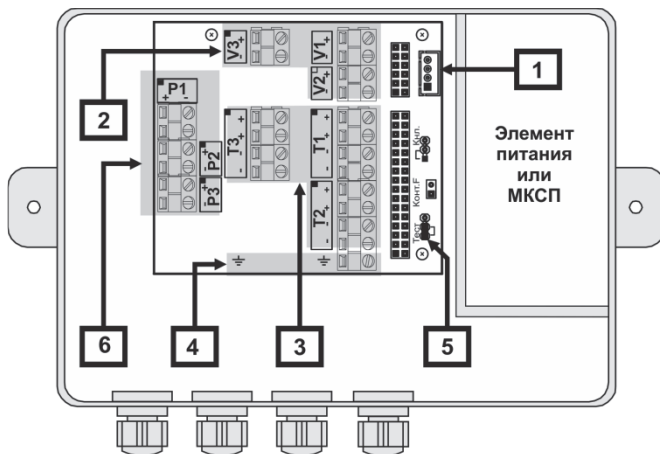 V3 + -
V1 + -
V2 + -
1
2
P1
+ -
T3 + + - -
T1 + + - -
P2 + -
P3 + -
T2 + + - -
Кнп.
Конт.F
Тест
Элемент
питания
или
МКСП
6
4
3
5